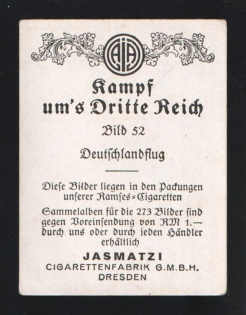 Kampf
um's Dritte Reich
Bild 52
Deutschlandflug
Diese Bilder liegen in den Packungen
unserer Ramses-Cigaretten
Sammelalben für die 273 Bilder sind
gegen Voreinsendung von RM 1.—
durch uns oder durch jeden Händler
erhältlich
JASMATZI
CIGARETTENFABRIK G.M.B.H.
DRESDEN